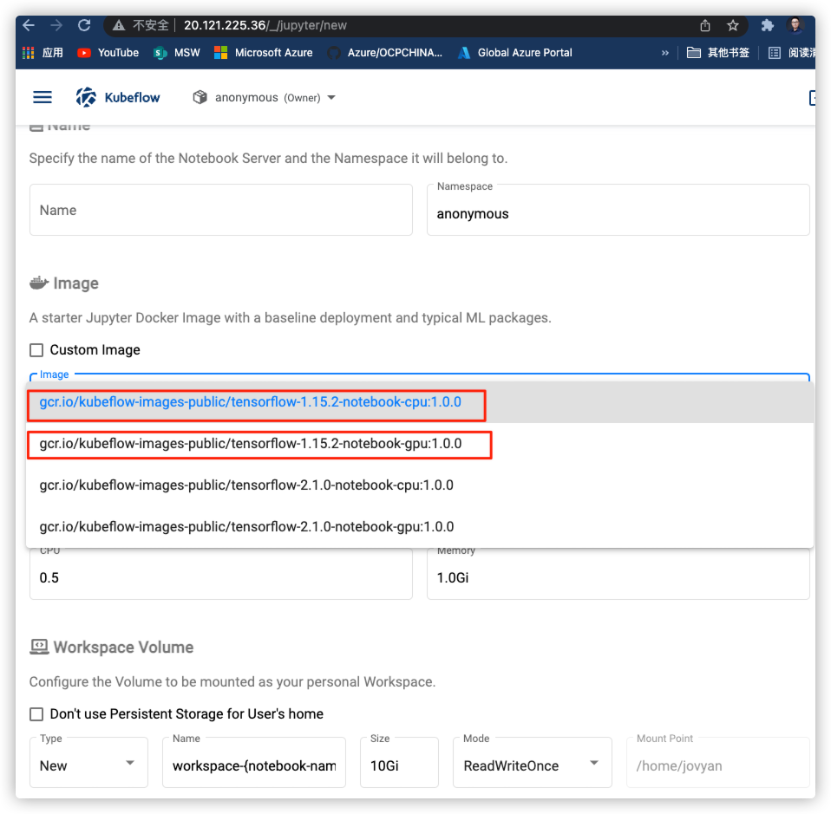 不安全 20.121.225.36/_/jupyter/new
应用 YouTube MSW Microsoft Azure Azure/OCPCHINA... Global Azure Portal » 其他书签
Kubeflow anonymous (Owner)
Name
Specify the name of the Notebook Server and the Namespace it will belong to.
Namespace
Name anonymous
Image
A starter Jupyter Docker Image with a baseline deployment and typical ML packages.
Custom Image
Image
gcr.io/kubeflow-images-public/tensorflow-1.15.2-notebook-cpu:1.0.0
gcr.io/kubeflow-images-public/tensorflow-1.15.2-notebook-gpu:1.0.0
gcr.io/kubeflow-images-public/tensorflow-2.1.0-notebook-cpu:1.0.0
gcr.io/kubeflow-images-public/tensorflow-2.1.0-notebook-gpu:1.0.0
CPU Memory
0.5 1.0Gi
Workspace Volume
Configure the Volume to be mounted as your personal Workspace.
Don't use Persistent Storage for User's home
Type Name Size Mode Mount Point
New workspace-{notebook-nam 10Gi ReadWriteOnce /home/jovyan